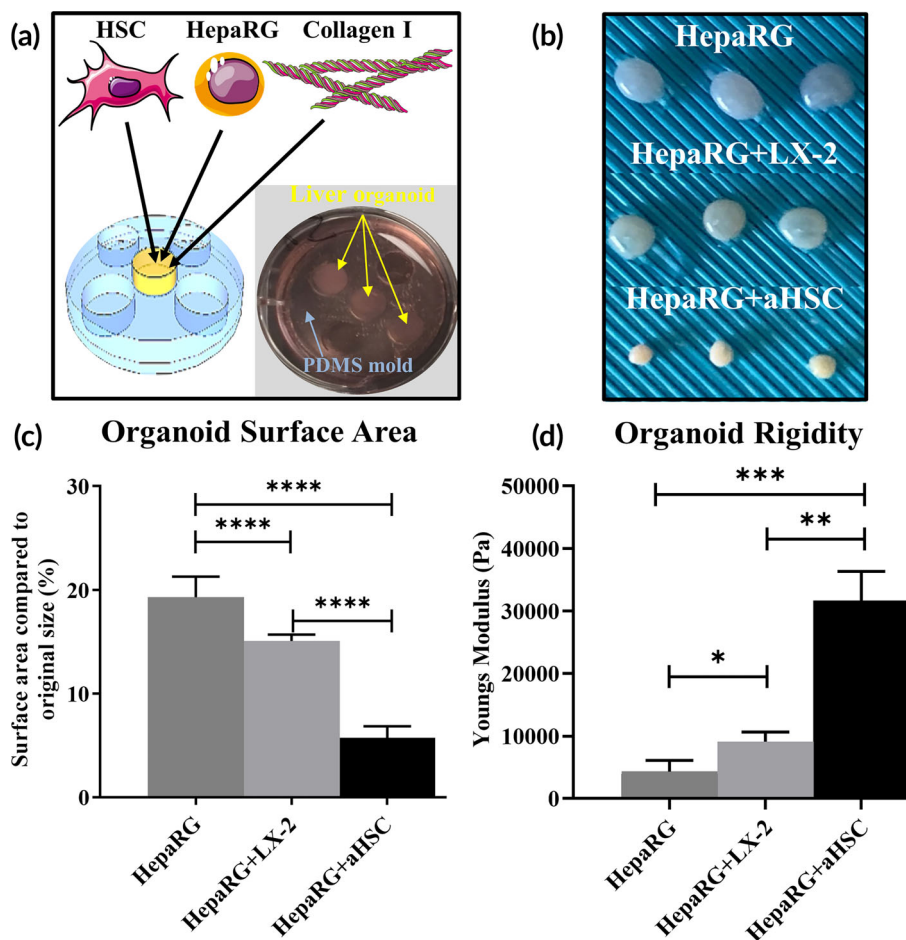 (a)
HSC
HepaRG
Collagen I
Liver organoid
PDMS mold
(b)
HepaRG
HepaRG+LX-2
HepaRG+aHSC
(c)
Organoid Surface Area
Surface area compared to
original size (%)
30
20
10
0
****
****
****
HepaRG
HepaRG+LX-2
HepaRG+aHSC
(d)
Organoid Rigidity
Youngs Modulus (Pa)
50000
40000
30000
20000
10000
0
***
**
*
HepaRG
HepaRG+LX-2
HepaRG+aHSC